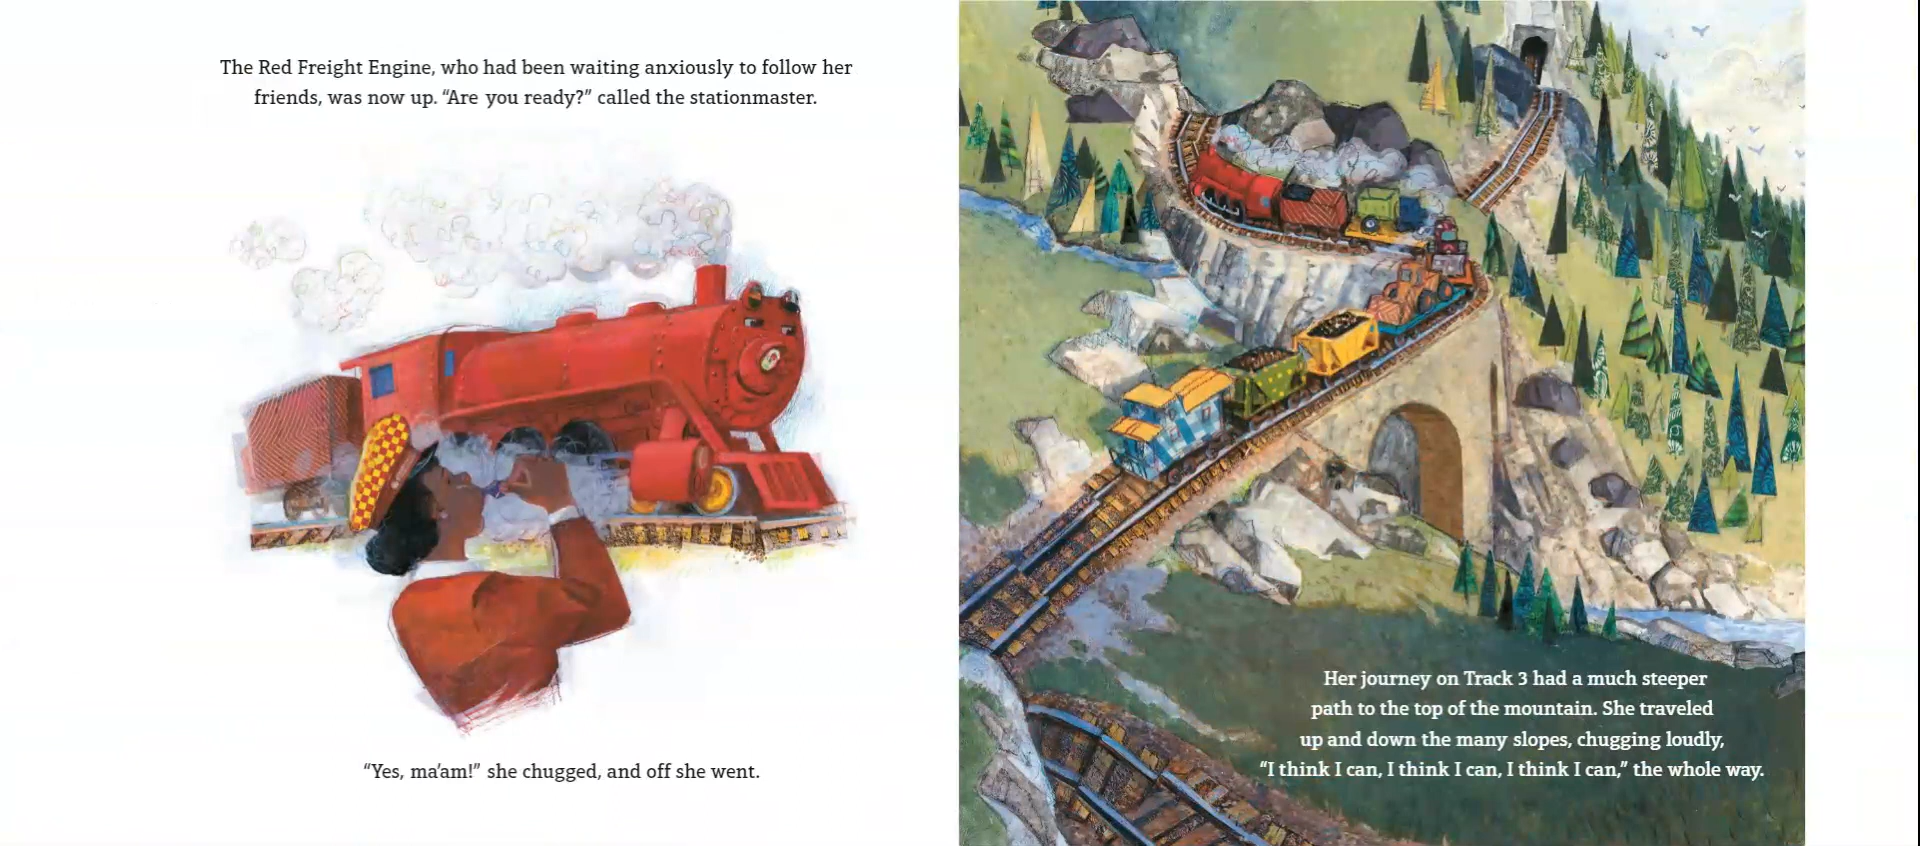 The Red Freight Engine, who had been waiting anxiously to follow her
friends, was now up. “Are you ready?” called the stationmaster.
“Yes, ma’am!” she chugged, and off she went.
Her journey on Track 3 had a much steeper
path to the top of the mountain. She traveled
up and down the many slopes, chugging loudly,
“I think I can, I think I can, I think I can,” the whole way.